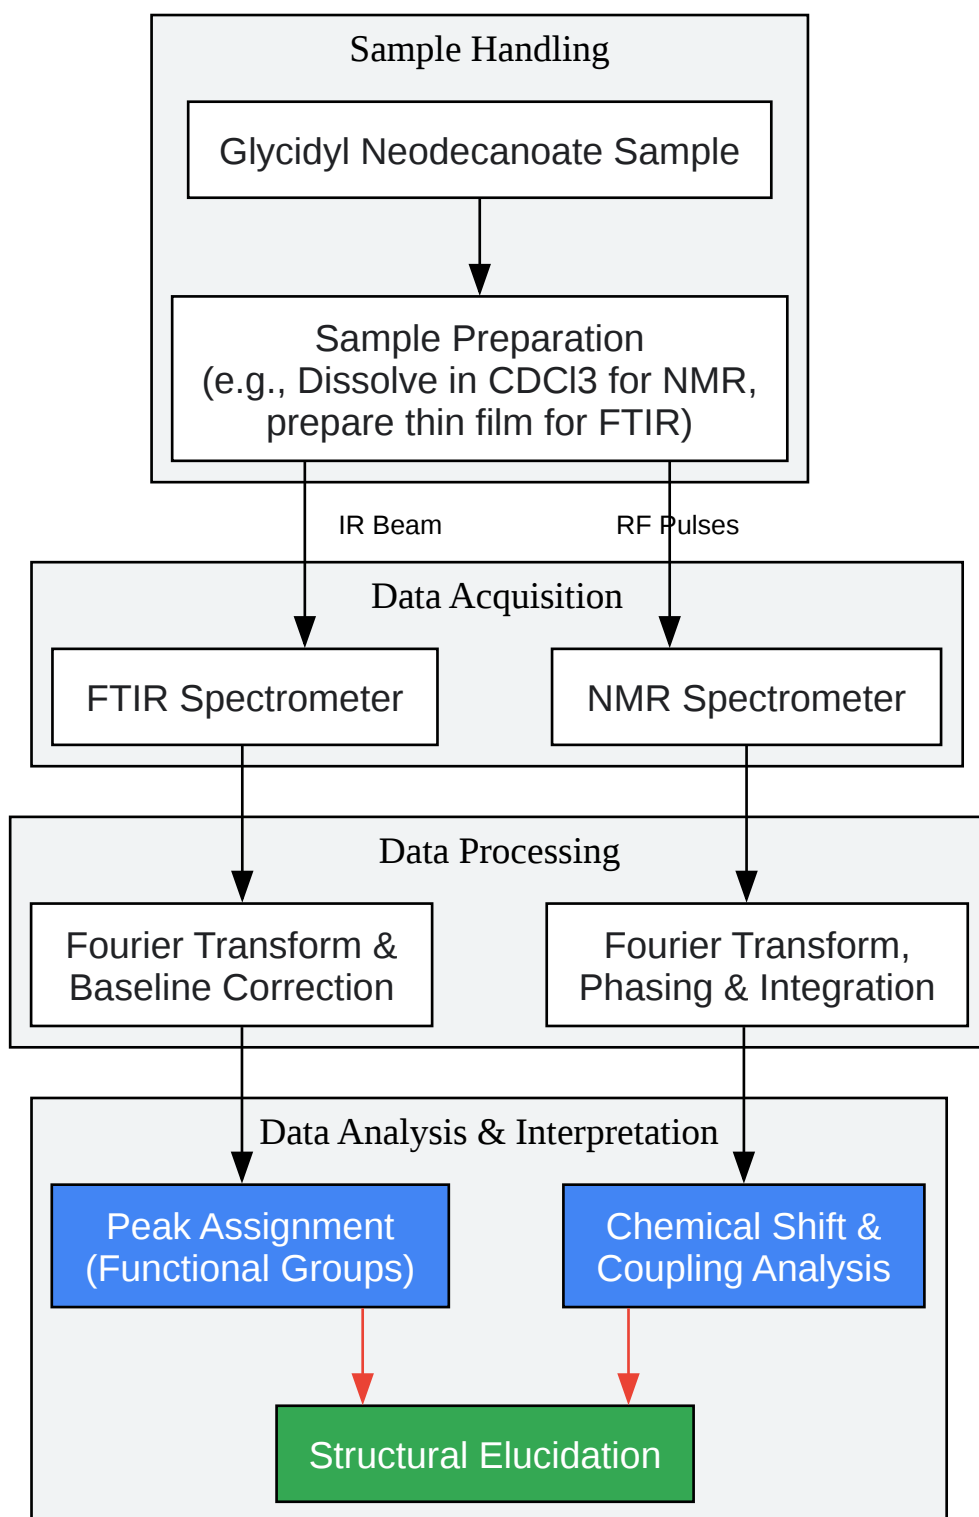 Sample Handling
Glycidyl Neodecanoate Sample
Sample Preparation
(e.g., Dissolve in CDCl3 for NMR,
prepare thin film for FTIR)
IR Beam
RF Pulses
Data Acquisition
FTIR Spectrometer
NMR Spectrometer
Data Processing
Fourier Transform &
Baseline Correction
Fourier Transform,
Phasing & Integration
Data Analysis & Interpretation
Peak Assignment
(Functional Groups)
Chemical Shift &
Coupling Analysis
Structural Elucidation